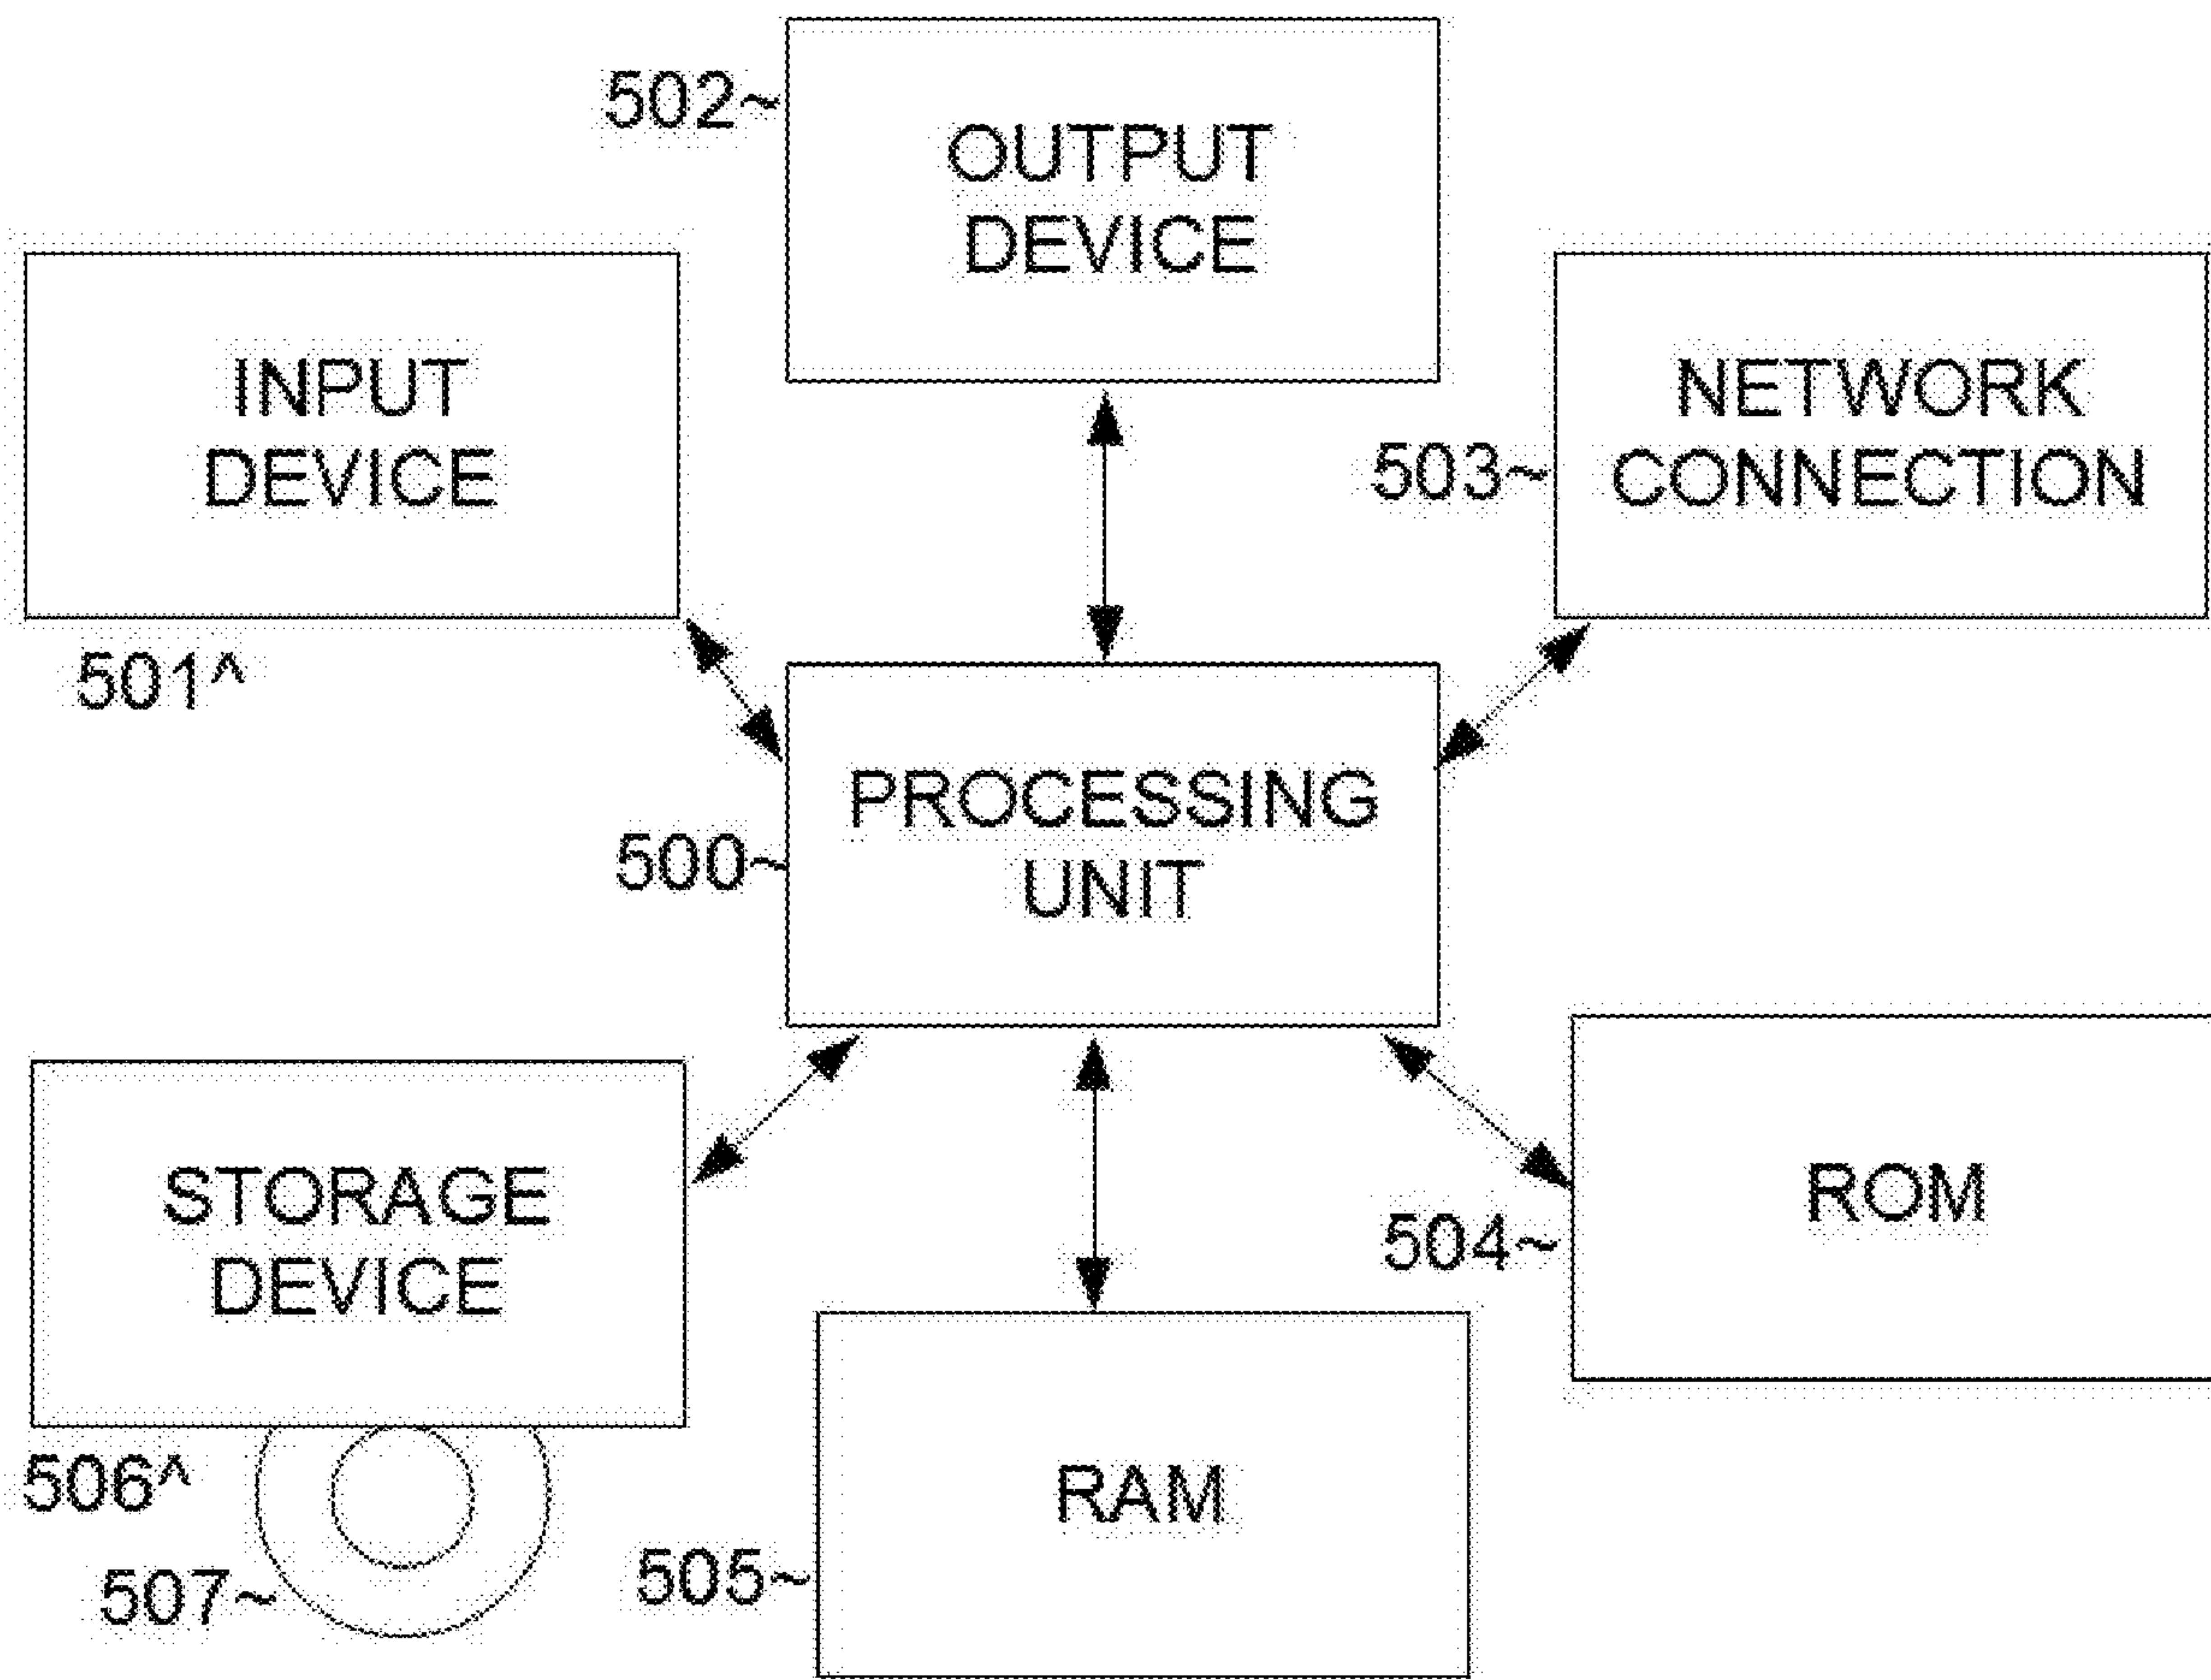 502~
OUTPUT
DEVICE
INPUT
DEVICE
501^
NETWORK
CONNECTION
503~
PROCESSING
UNIT
500~
STORAGE
DEVICE
506^
507~
ROM
504~
RAM
505~